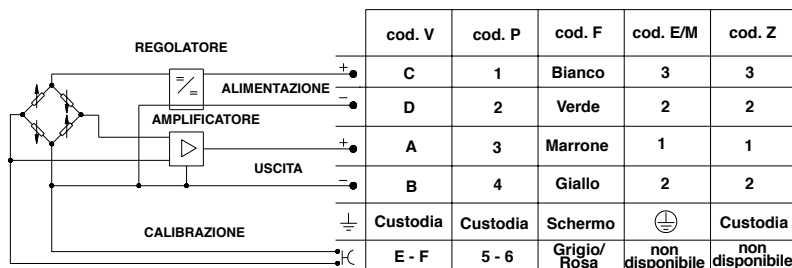 cod. V cod. P cod. F cod. E/M cod. Z
REGOLATORE
+ C 1 Bianco 3 3
ALIMENTAZIONE
− D 2 Verde 2 2
AMPLIFICATORE
+ A 3 Marrone 1 1
USCITA
− B 4 Giallo 2 2
Custodia Custodia Schermo Custodia
CALIBRAZIONE
E - F 5 - 6 Grigio/ non non
Rosa disponibile disponibile